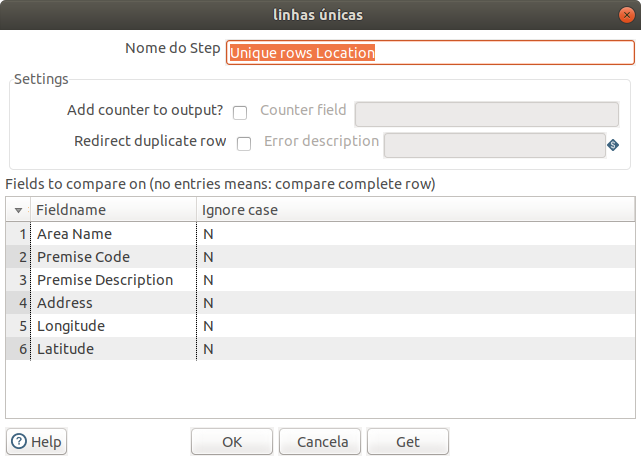 linhas únicas
Nome do Step Unique rows Location
Settings
Add counter to output? Counter field
Redirect duplicate row Error description
Fields to compare on (no entries means: compare complete row)
Fieldname Ignore case
1 Area Name N
2 Premise Code N
3 Premise Description N
4 Address N
5 Longitude N
6 Latitude N
Help OK Cancela Get